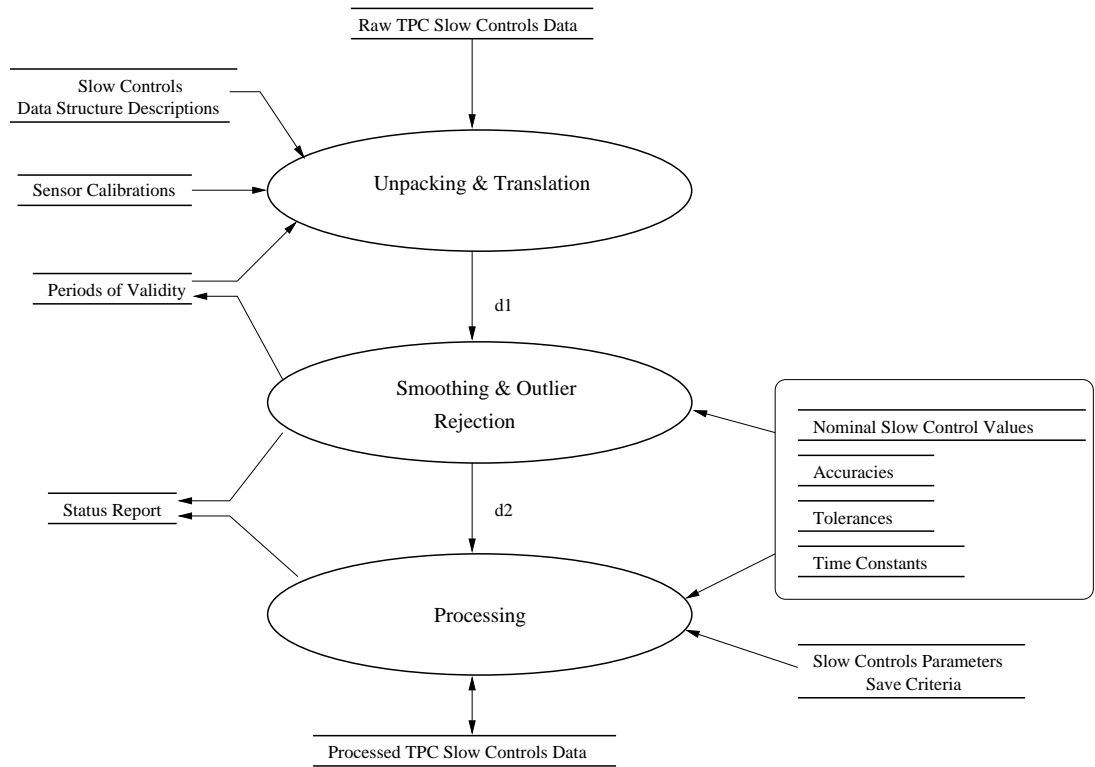 Raw TPC Slow Controls Data
Slow Controls
Data Structure Descriptions
Unpacking & Translation
Sensor Calibrations
Periods of Validity
d1
Smoothing & Outlier
Rejection
Nominal Slow Control Values
Accuracies
Tolerances
Time Constants
Status Report
d2
Processing
Slow Controls Parameters
Save Criteria
Processed TPC Slow Controls Data